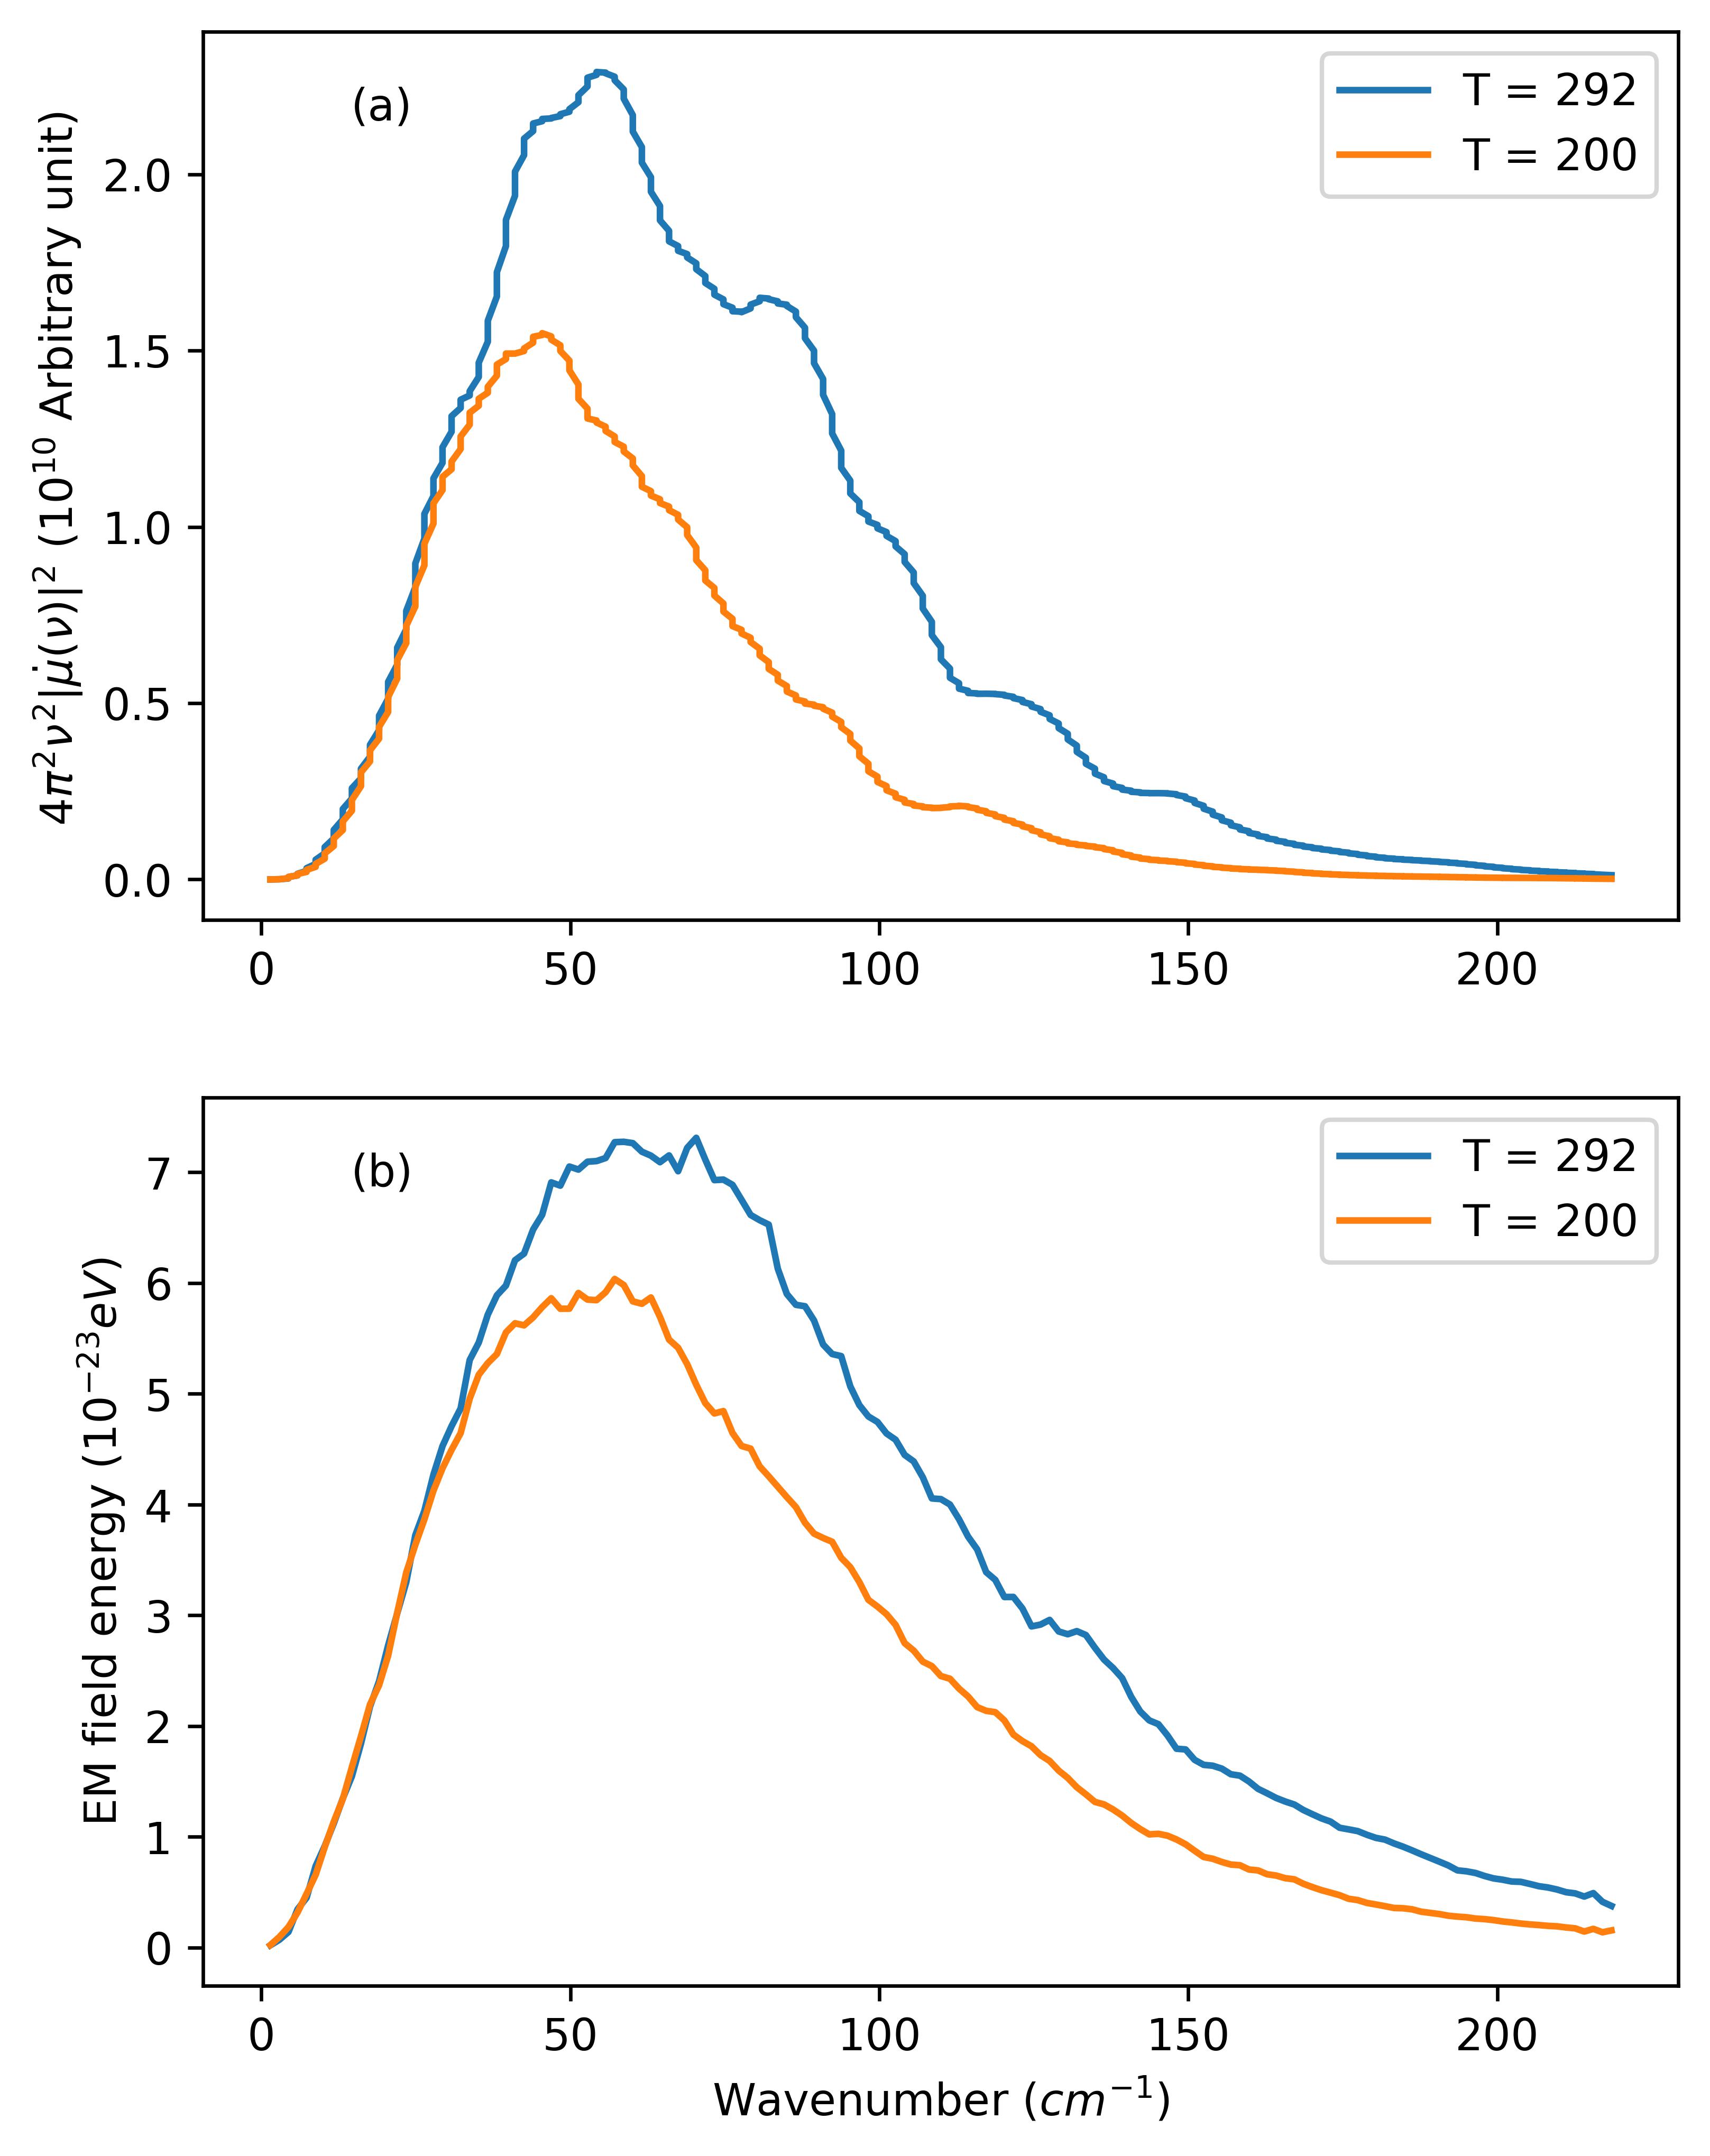 (a)
T = 292
T = 200
4π²ν²|μ̇(ν)|² (10¹⁰ Arbitrary unit)
2.0
1.5
1.0
0.5
0.0
0 50 100 150 200
(b)
T = 292
T = 200
EM field energy (10⁻²³eV)
7
6
5
4
3
2
1
0
0 50 100 150 200
Wavenumber (cm⁻¹)